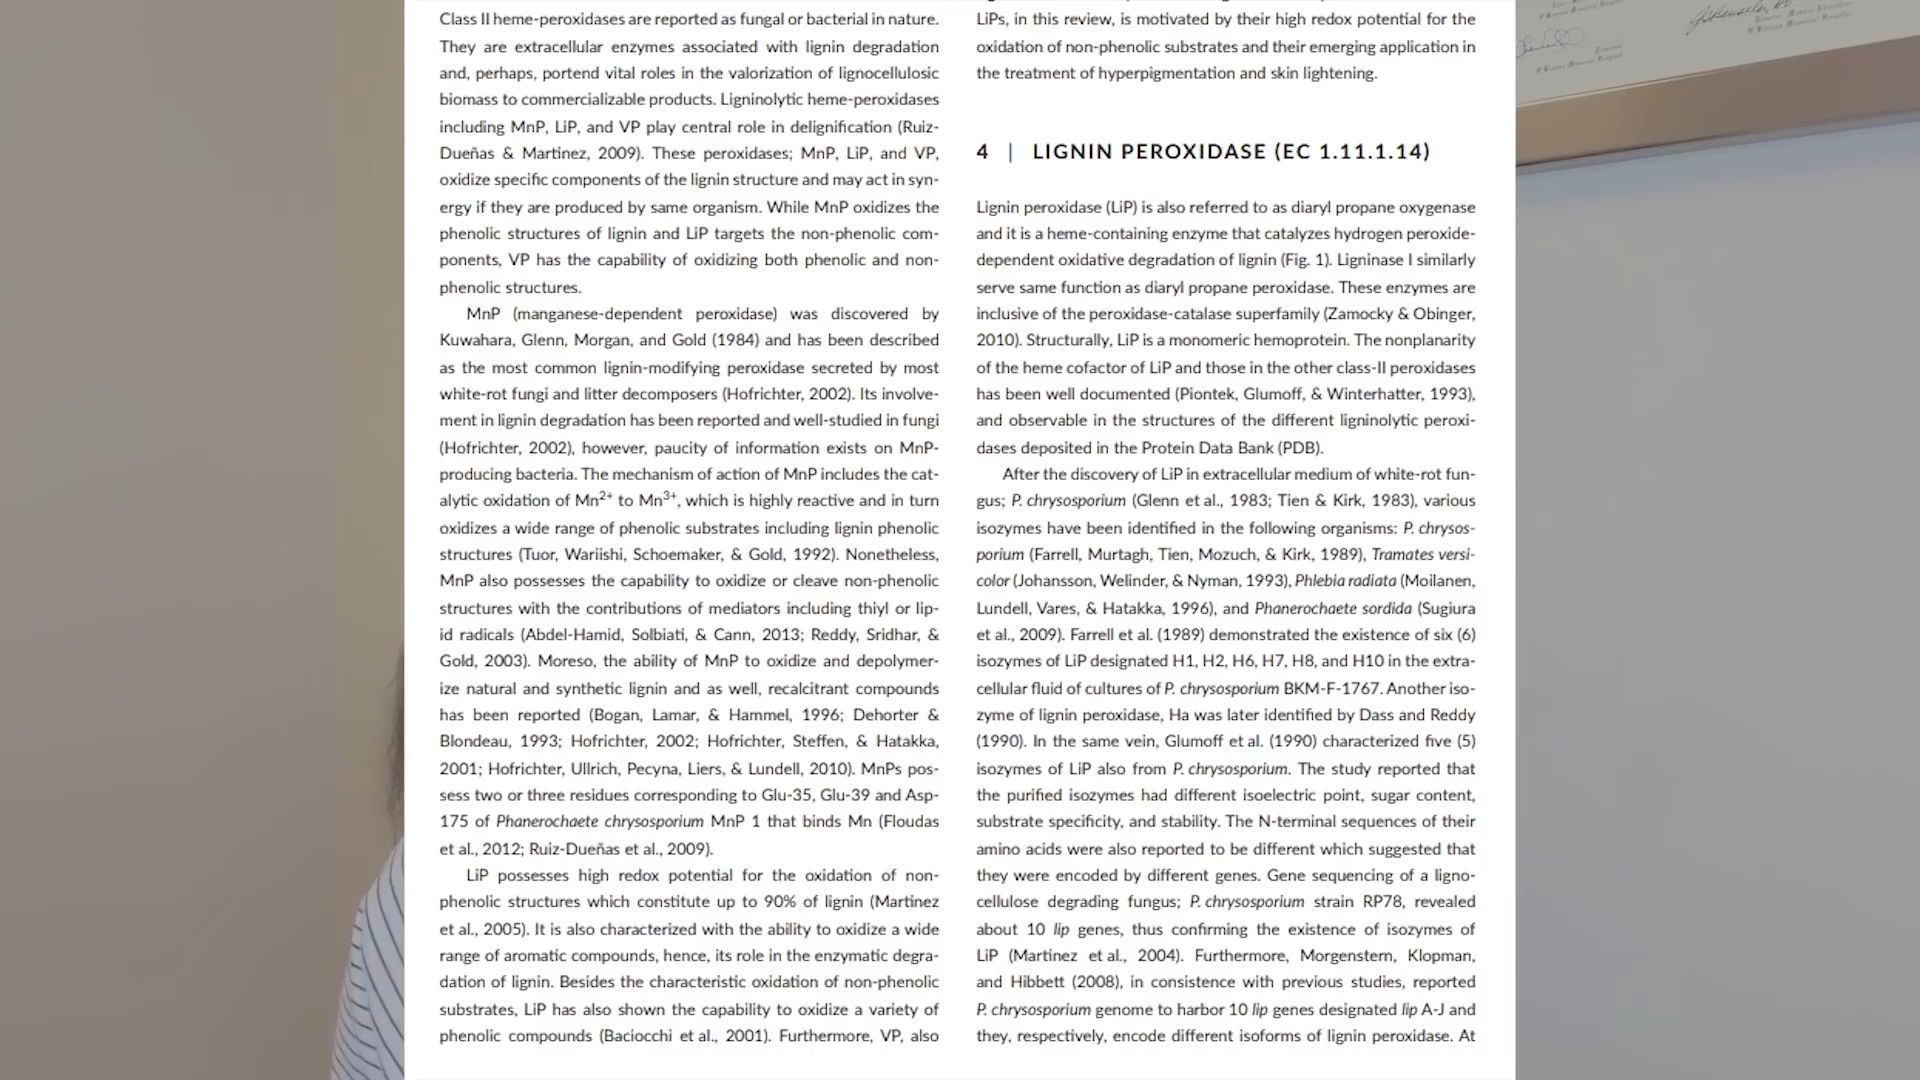 Class II heme-peroxidases are reported as fungal or bacterial in nature.
They are extracellular enzymes associated with lignin degradation
and, perhaps, portend vital roles in the valorization of lignocellulosic
biomass to commercializable products. Ligninolytic heme-peroxidases
including MnP, LiP, and VP play central role in delignification (Ruiz-
Dueñas & Martinez, 2009). These peroxidases; MnP, LiP, and VP,
oxidize specific components of the lignin structure and may act in syn-
ergy if they are produced by same organism. While MnP oxidizes the
phenolic structures of lignin and LiP targets the non-phenolic com-
ponents, VP has the capability of oxidizing both phenolic and non-
phenolic structures.
MnP (manganese-dependent peroxidase) was discovered by
Kuwahara, Glenn, Morgan, and Gold (1984) and has been described
as the most common lignin-modifying peroxidase secreted by most
white-rot fungi and litter decomposers (Hofrichter, 2002). Its involve-
ment in lignin degradation has been reported and well-studied in fungi
(Hofrichter, 2002), however, paucity of information exists on MnP-
producing bacteria. The mechanism of action of MnP includes the cat-
alytic oxidation of Mn2+ to Mn3+, which is highly reactive and in turn
oxidizes a wide range of phenolic substrates including lignin phenolic
structures (Tuor, Wariishi, Schoemaker, & Gold, 1992). Nonetheless,
MnP also possesses the capability to oxidize or cleave non-phenolic
structures with the contributions of mediators including thiyl or lip-
id radicals (Abdel-Hamid, Solbiati, & Cann, 2013; Reddy, Sridhar, &
Gold, 2003). Moreso, the ability of MnP to oxidize and depolymer-
ize natural and synthetic lignin and as well, recalcitrant compounds
has been reported (Bogan, Lamar, & Hammel, 1996; Dehorter &
Blondeau, 1993; Hofrichter, 2002; Hofrichter, Steffen, & Hatakka,
2001; Hofrichter, Ullrich, Pecyna, Liers, & Lundell, 2010). MnPs pos-
sess two or three residues corresponding to Glu-35, Glu-39 and Asp-
175 of Phanerochaete chrysosporium MnP 1 that binds Mn (Floudas
et al., 2012; Ruiz-Dueñas et al., 2009).
LiP possesses high redox potential for the oxidation of non-
phenolic structures which constitute up to 90% of lignin (Martinez
et al., 2005). It is also characterized with the ability to oxidize a wide
range of aromatic compounds, hence, its role in the enzymatic degra-
dation of lignin. Besides the characteristic oxidation of non-phenolic
substrates, LiP has also shown the capability to oxidize a variety of
phenolic compounds (Baciocchi et al., 2001). Furthermore, VP, also
LiPs, in this review, is motivated by their high redox potential for the
oxidation of non-phenolic substrates and their emerging application in
the treatment of hyperpigmentation and skin lightening.
4 | LIGNIN PEROXIDASE (EC 1.11.1.14)
Lignin peroxidase (LiP) is also referred to as diaryl propane oxygenase
and it is a heme-containing enzyme that catalyzes hydrogen peroxide-
dependent oxidative degradation of lignin (Fig. 1). Ligninase I similarly
serve same function as diaryl propane peroxidase. These enzymes are
inclusive of the peroxidase-catalase superfamily (Zamocky & Obinger,
2010). Structurally, LiP is a monomeric hemoprotein. The nonplanarity
of the heme cofactor of LiP and those in the other class-II peroxidases
has been well documented (Piontek, Glumoff, & Winterhatter, 1993),
and observable in the structures of the different ligninolytic peroxi-
dases deposited in the Protein Data Bank (PDB).
After the discovery of LiP in extracellular medium of white-rot fun-
gus; P. chrysosporium (Glenn et al., 1983; Tien & Kirk, 1983), various
isozymes have been identified in the following organisms: P. chrysos-
porium (Farrell, Murtagh, Tien, Mozuch, & Kirk, 1989), Tramates versi-
color (Johansson, Welinder, & Nyman, 1993), Phlebia radiata (Moilanen,
Lundell, Vares, & Hatakka, 1996), and Phanerochaete sordida (Sugiura
et al., 2009). Farrell et al. (1989) demonstrated the existence of six (6)
isozymes of LiP designated H1, H2, H6, H7, H8, and H10 in the extra-
cellular fluid of cultures of P. chrysosporium BKM-F-1767. Another iso-
zyme of lignin peroxidase, Ha was later identified by Dass and Reddy
(1990). In the same vein, Glumoff et al. (1990) characterized five (5)
isozymes of LiP also from P. chrysosporium. The study reported that
the purified isozymes had different isoelectric point, sugar content,
substrate specificity, and stability. The N-terminal sequences of their
amino acids were also reported to be different which suggested that
they were encoded by different genes. Gene sequencing of a ligno-
cellulose degrading fungus; P. chrysosporium strain RP78, revealed
about 10 lip genes, thus confirming the existence of isozymes of
LiP (Martinez et al., 2004). Furthermore, Morgenstern, Klopman,
and Hibbett (2008), in consistence with previous studies, reported
P. chrysosporium genome to harbor 10 lip genes designated lip A-J and
they, respectively, encode different isoforms of lignin peroxidase. At